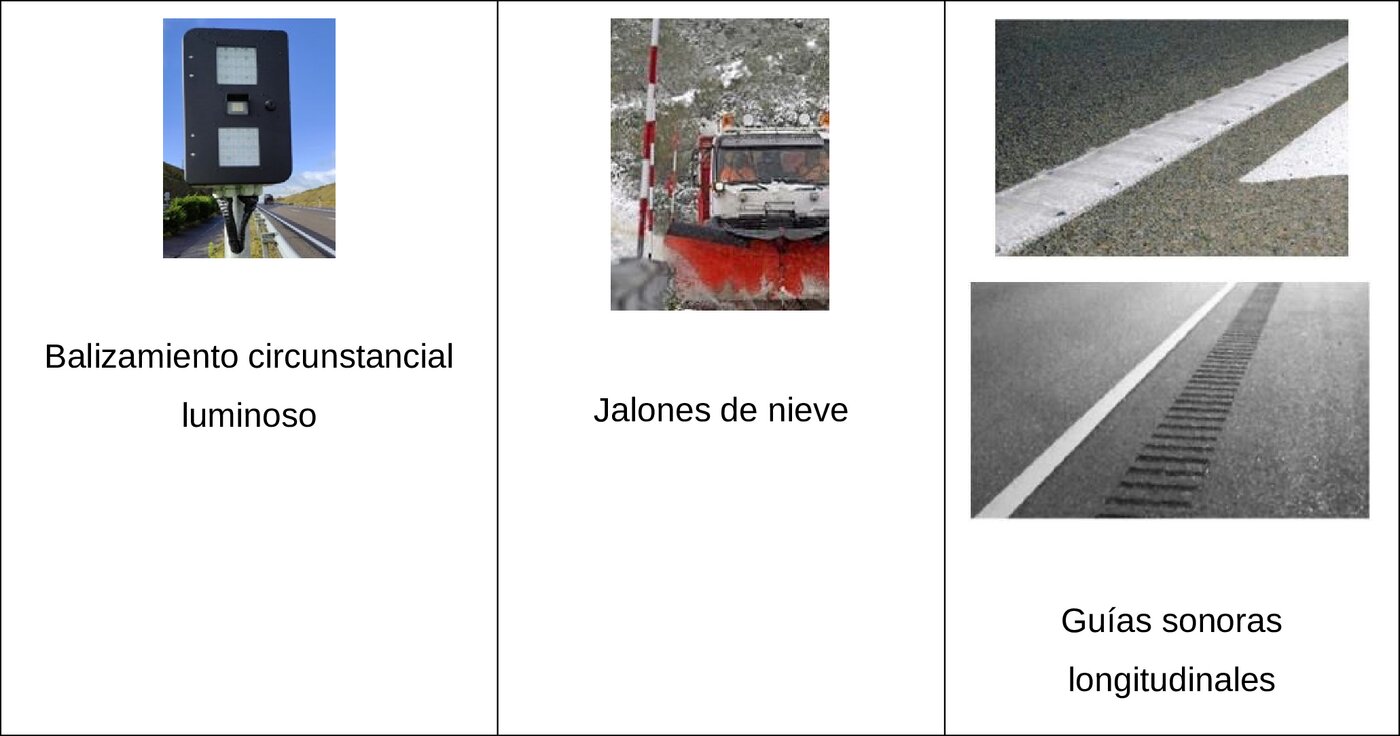 Balizamiento circunstancial
luminoso
Jalones de nieve
Guías sonoras
longitudinales